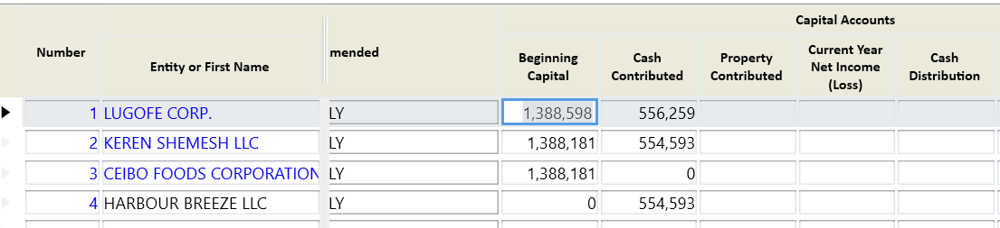 Capital Accounts
Number Entity or First Name mended Beginning Capital Cash Contributed Property Contributed Current Year Net Income (Loss) Cash Distribution
1 LUGOFE CORP. LY 1,388,598 556,259
2 KEREN SHEMESH LLC LY 1,388,181 554,593
3 CEIBO FOODS CORPORATION LY 1,388,181 0
4 HARBOUR BREEZE LLC LY 0 554,593